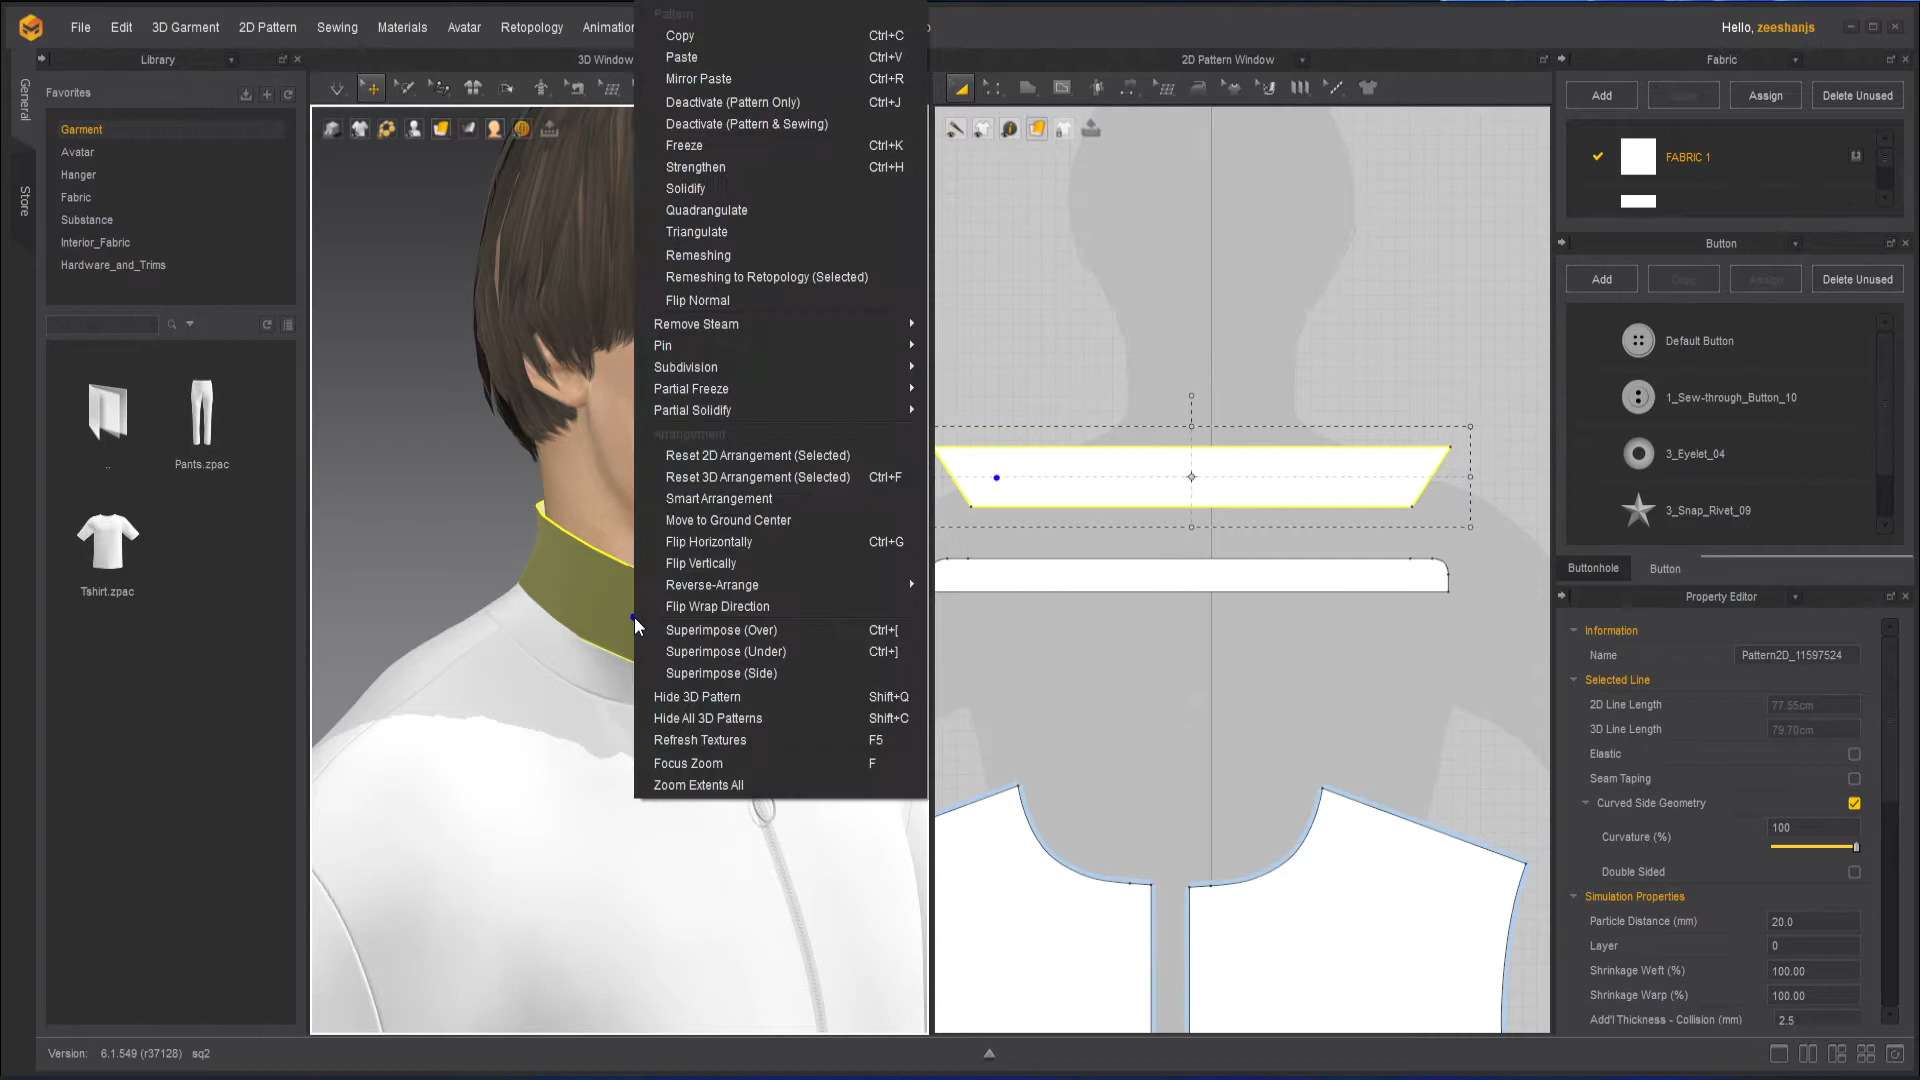 File Edit 3D Garment 2D Pattern Sewing Materials Avatar Retopology Animation
Hello, zeeshanjs
Library
3D Window
2D Pattern Window
Fabric
General
Store
Favorites
Garment
Avatar
Hanger
Fabric
Substance
Interior_Fabric
Hardware_and_Trims
..
Pants.zpac
Tshirt.zpac
Pattern
Copy Ctrl+C
Paste Ctrl+V
Mirror Paste Ctrl+R
Deactivate (Pattern Only) Ctrl+J
Deactivate (Pattern & Sewing)
Freeze Ctrl+K
Strengthen Ctrl+H
Solidify
Quadrangulate
Triangulate
Remeshing
Remeshing to Retopology (Selected)
Flip Normal
Remove Steam
Pin
Subdivision
Partial Freeze
Partial Solidify
Arrangement
Reset 2D Arrangement (Selected)
Reset 3D Arrangement (Selected) Ctrl+F
Smart Arrangement
Move to Ground Center
Flip Horizontally Ctrl+G
Flip Vertically
Reverse-Arrange
Flip Wrap Direction
Superimpose (Over) Ctrl+[
Superimpose (Under) Ctrl+]
Superimpose (Side)
Hide 3D Pattern Shift+Q
Hide All 3D Patterns Shift+C
Refresh Textures F5
Focus Zoom F
Zoom Extents All
Add Assign Delete Unused
FABRIC 1
Button
Add Copy Assign Delete Unused
Default Button
1_Sew-through_Button_10
3_Eyelet_04
3_Snap_Rivet_09
Buttonhole Button
Property Editor
Information
Name Pattern2D_11597524
Selected Line
2D Line Length 77.55cm
3D Line Length 79.70cm
Elastic
Seam Taping
Curved Side Geometry
Curvature (%) 100
Double Sided
Simulation Properties
Particle Distance (mm) 20.0
Layer 0
Shrinkage Weft (%) 100.00
Shrinkage Warp (%) 100.00
Add'l Thickness - Collision (mm) 2.5
Version: 6.1.549 (r37128) sq2